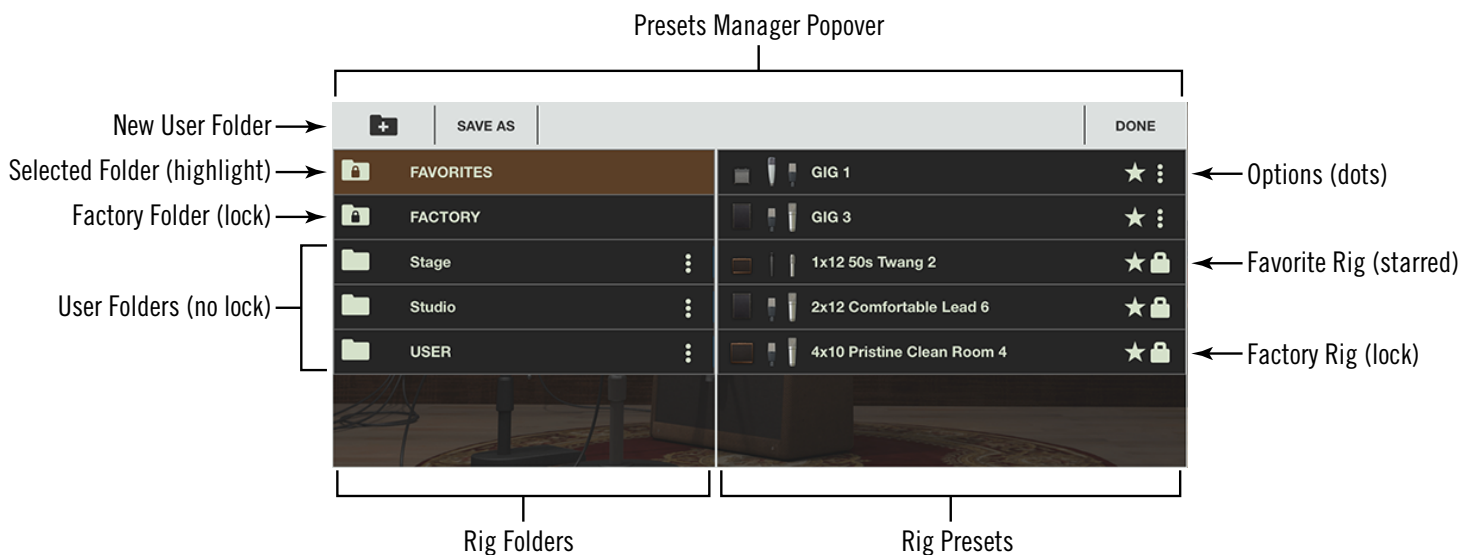 Presets Manager Popover
New User Folder
SAVE AS
DONE
Selected Folder (highlight)
FAVORITES
GIG 1
Options (dots)
Factory Folder (lock)
FACTORY
GIG 3
User Folders (no lock)
Stage
1x12 50s Twang 2
Favorite Rig (starred)
Studio
2x12 Comfortable Lead 6
USER
4x10 Pristine Clean Room 4
Factory Rig (lock)
Rig Folders
Rig Presets